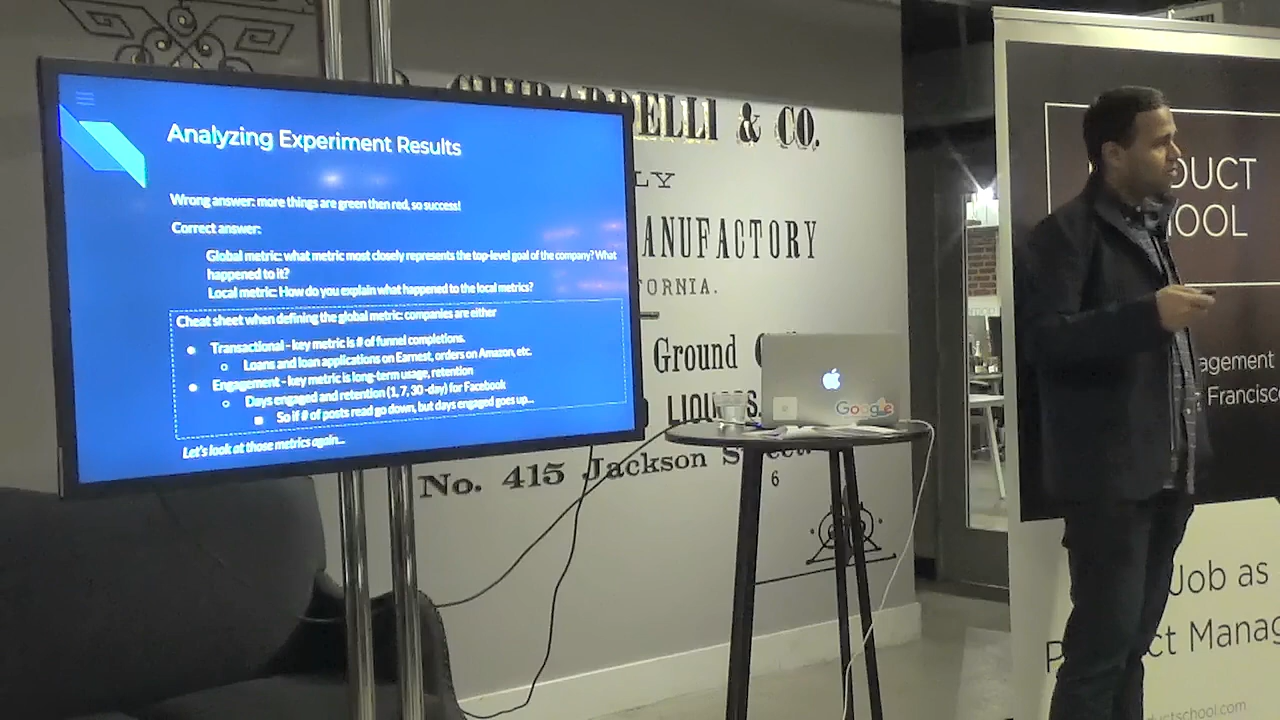 Analyzing Experiment Results
Wrong answer: more things are green then red, so success!
Correct answer:
Global metric: what metric most closely represents the top-level goal of the company? What
happened to it?
Local metric: How do you explain what happened to the local metrics?
Cheat sheet when defining the global metric: companies are either
Transactional - key metric is # of funnel completions.
Loans and loan applications on Earnest, orders on Amazon, etc.
Engagement - key metric is long-term usage, retention
Days engaged and retention (1, 7, 30 -day) for Facebook
So if # of posts read go down, but days engaged goes up...
Let's look at those metrics again...
GHIRARDELLI & CO.
LY
MANUFACTORY
FORNIA.
Ground
LIQUORS
No. 415 Jackson Street
6
Google
DUCT
OOL
agement
Francisco
Job as
Product Manag
ductschool.com